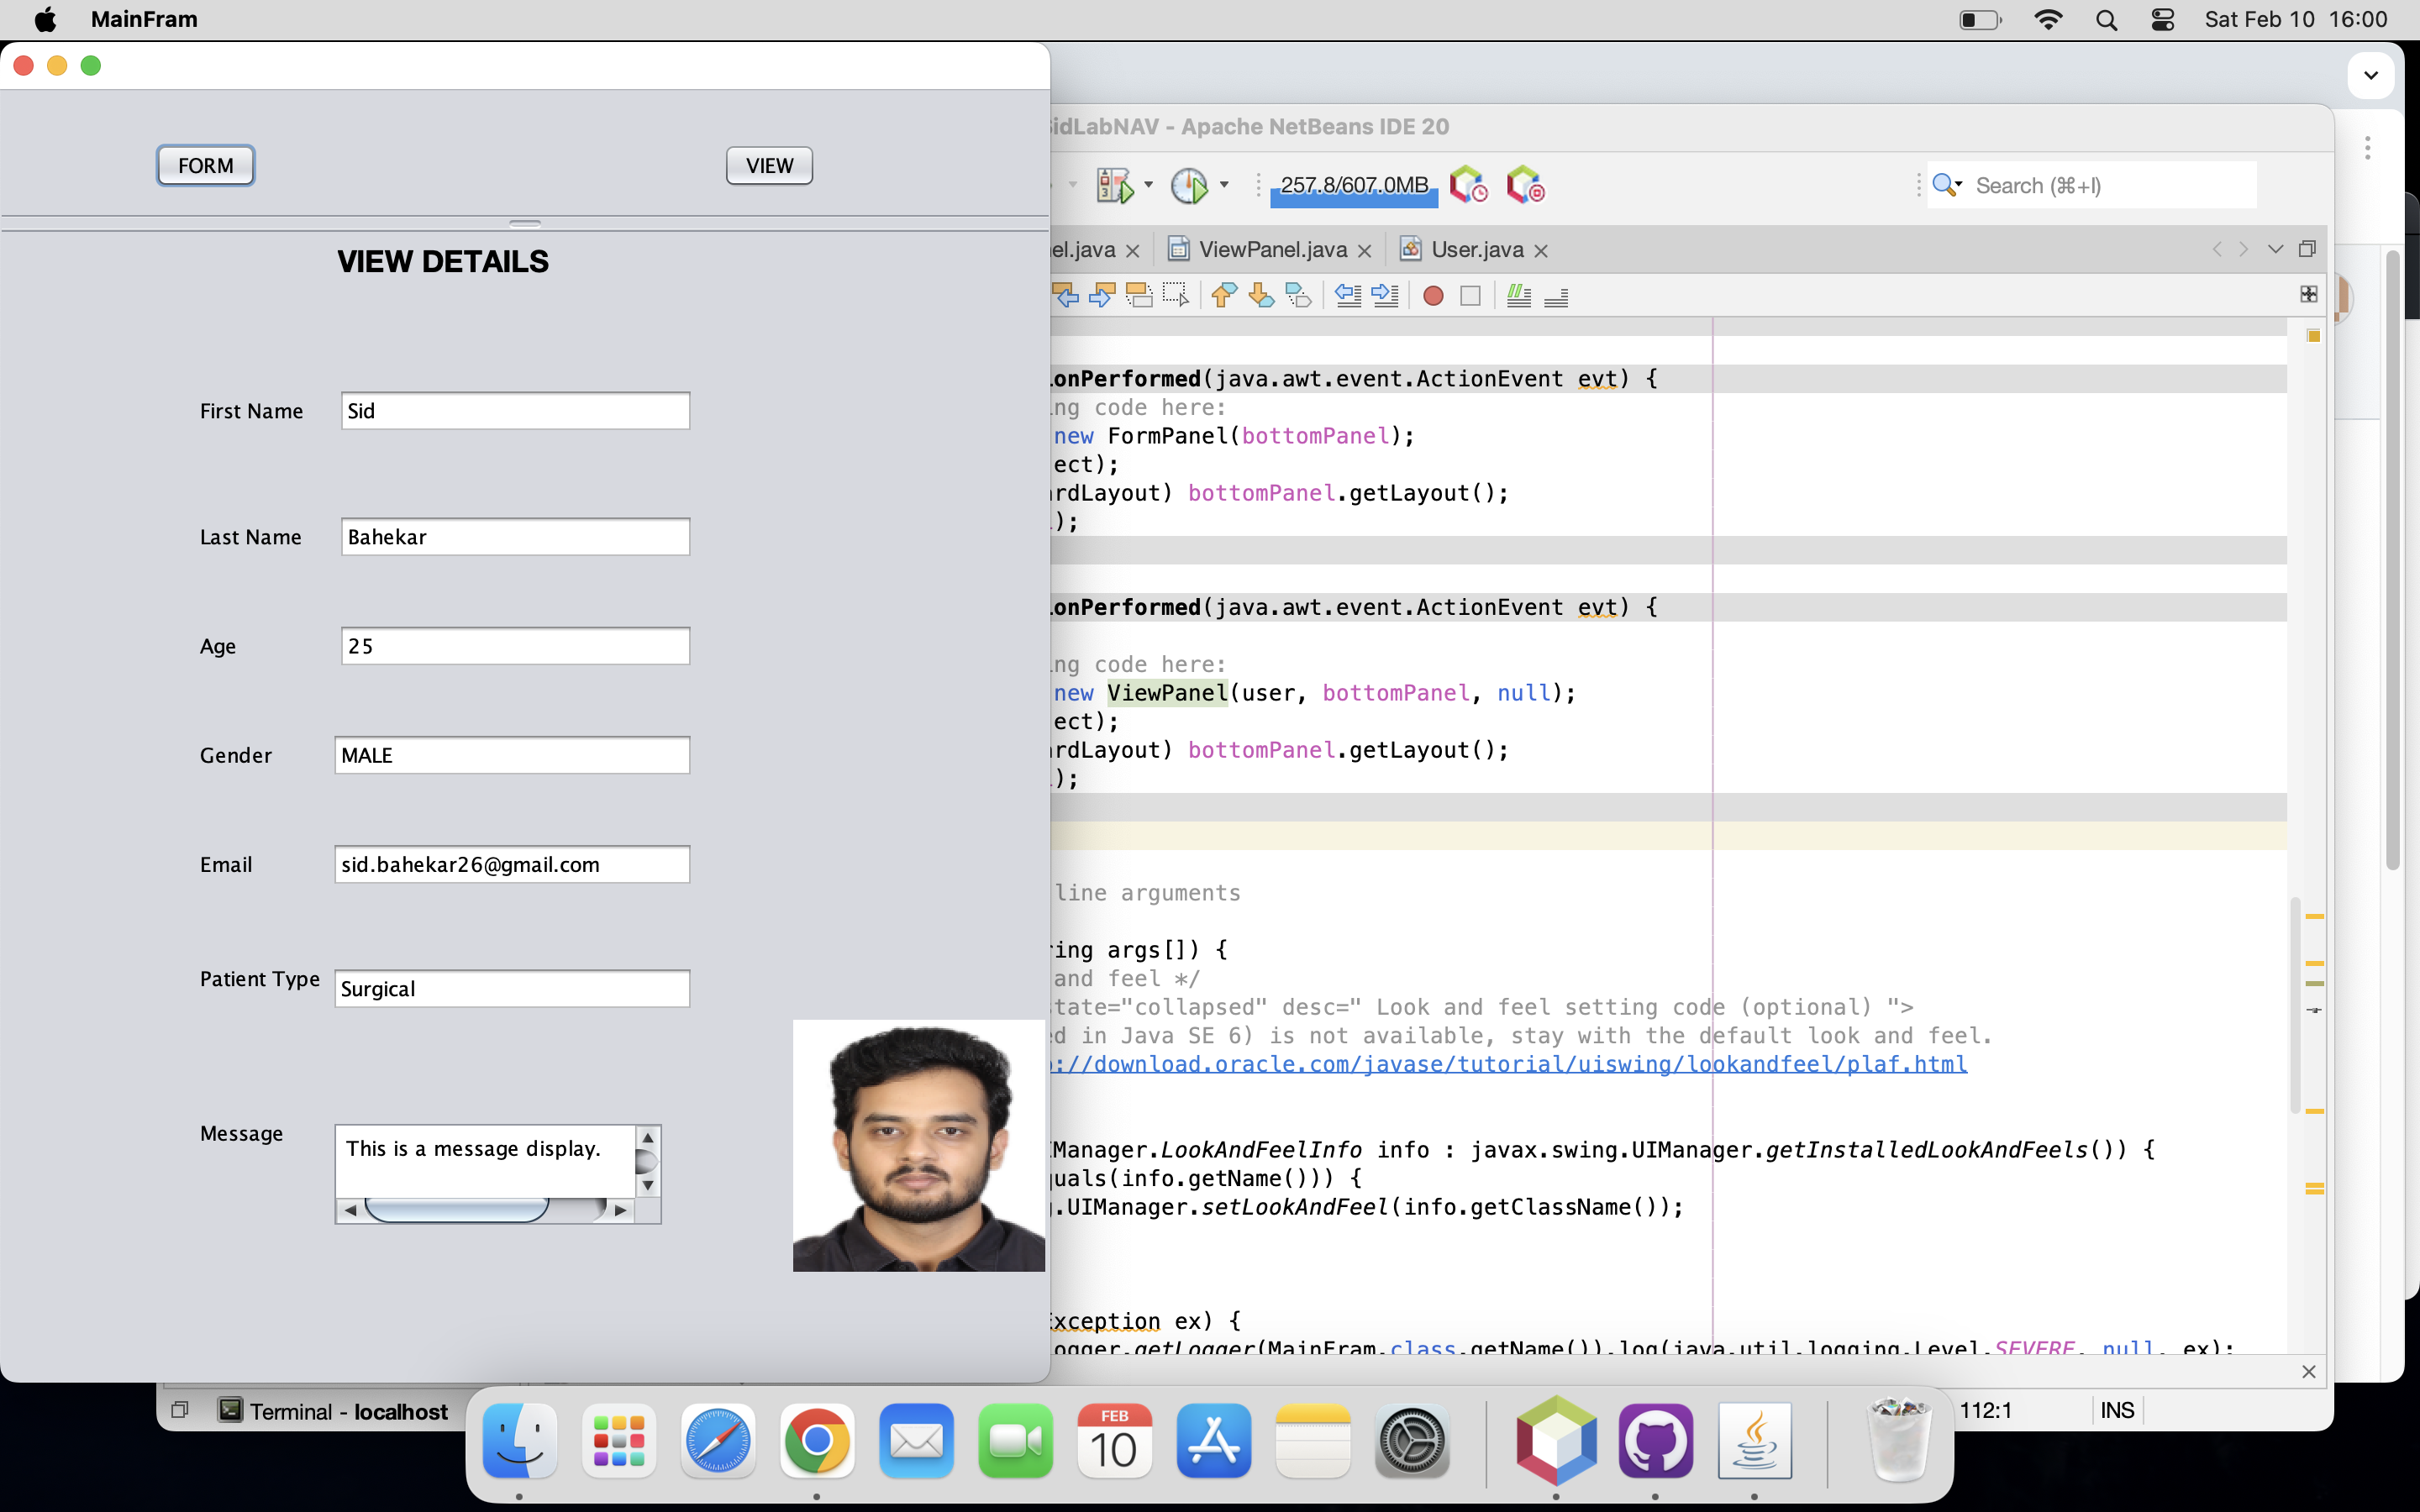 MainFram
Sat Feb 10 16:00
FORM
VIEW
VIEW DETAILS
First Name
Sid
Last Name
Bahekar
Age
25
Gender
MALE
Email
sid.bahekar26@gmail.com
Patient Type
Surgical
Message
This is a message display.
idLabNAV - Apache NetBeans IDE 20
257.8/607.0MB
Search (⌘+I)
el.java
ViewPanel.java
User.java
onPerformed(java.awt.event.ActionEvent evt) {
ng code here:
new FormPanel(bottomPanel);
ect);
rdLayout) bottomPanel.getLayout();
);
onPerformed(java.awt.event.ActionEvent evt) {
ng code here:
new ViewPanel(user, bottomPanel, null);
ect);
rdLayout) bottomPanel.getLayout();
);
line arguments
ing args[]) {
and feel */
tate="collapsed" desc=" Look and feel setting code (optional) ">
d in Java SE 6) is not available, stay with the default look and feel.
://download.oracle.com/javase/tutorial/uiswing/lookandfeel/plaf.html
Manager.LookAndFeelInfo info : javax.swing.UIManager.getInstalledLookAndFeels()) {
uals(info.getName())) {
.UIManager.setLookAndFeel(info.getClassName());
xception ex) {
ogger.getLogger(MainFram.class.getName()).log(java.util.logging.Level.SEVERE, null, ex);
Terminal - localhost
112:1
INS
FEB
10